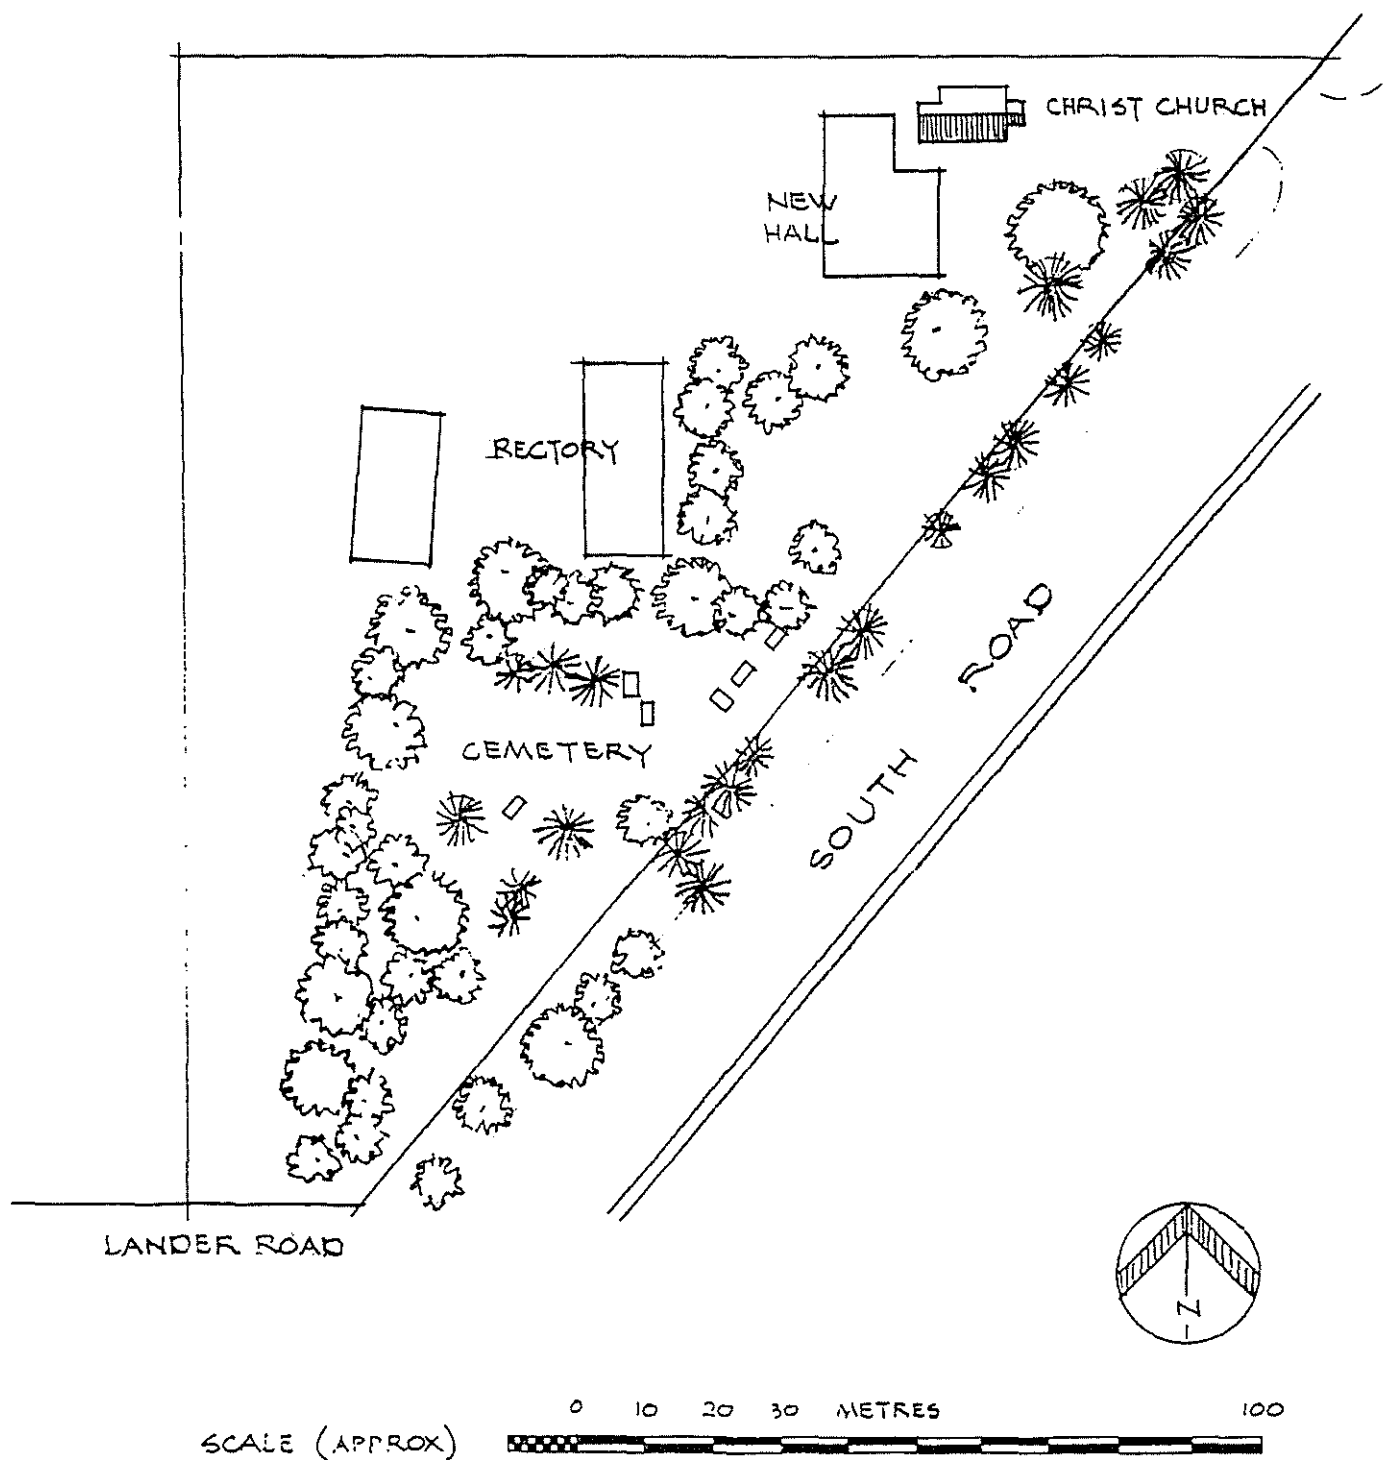 CHRIST CHURCH
NEW
HALL
RECTORY
CEMETERY
SOUTH ROAD
LANDER ROAD
N
0 10 20 30 METRES 100
SCALE (APPROX)